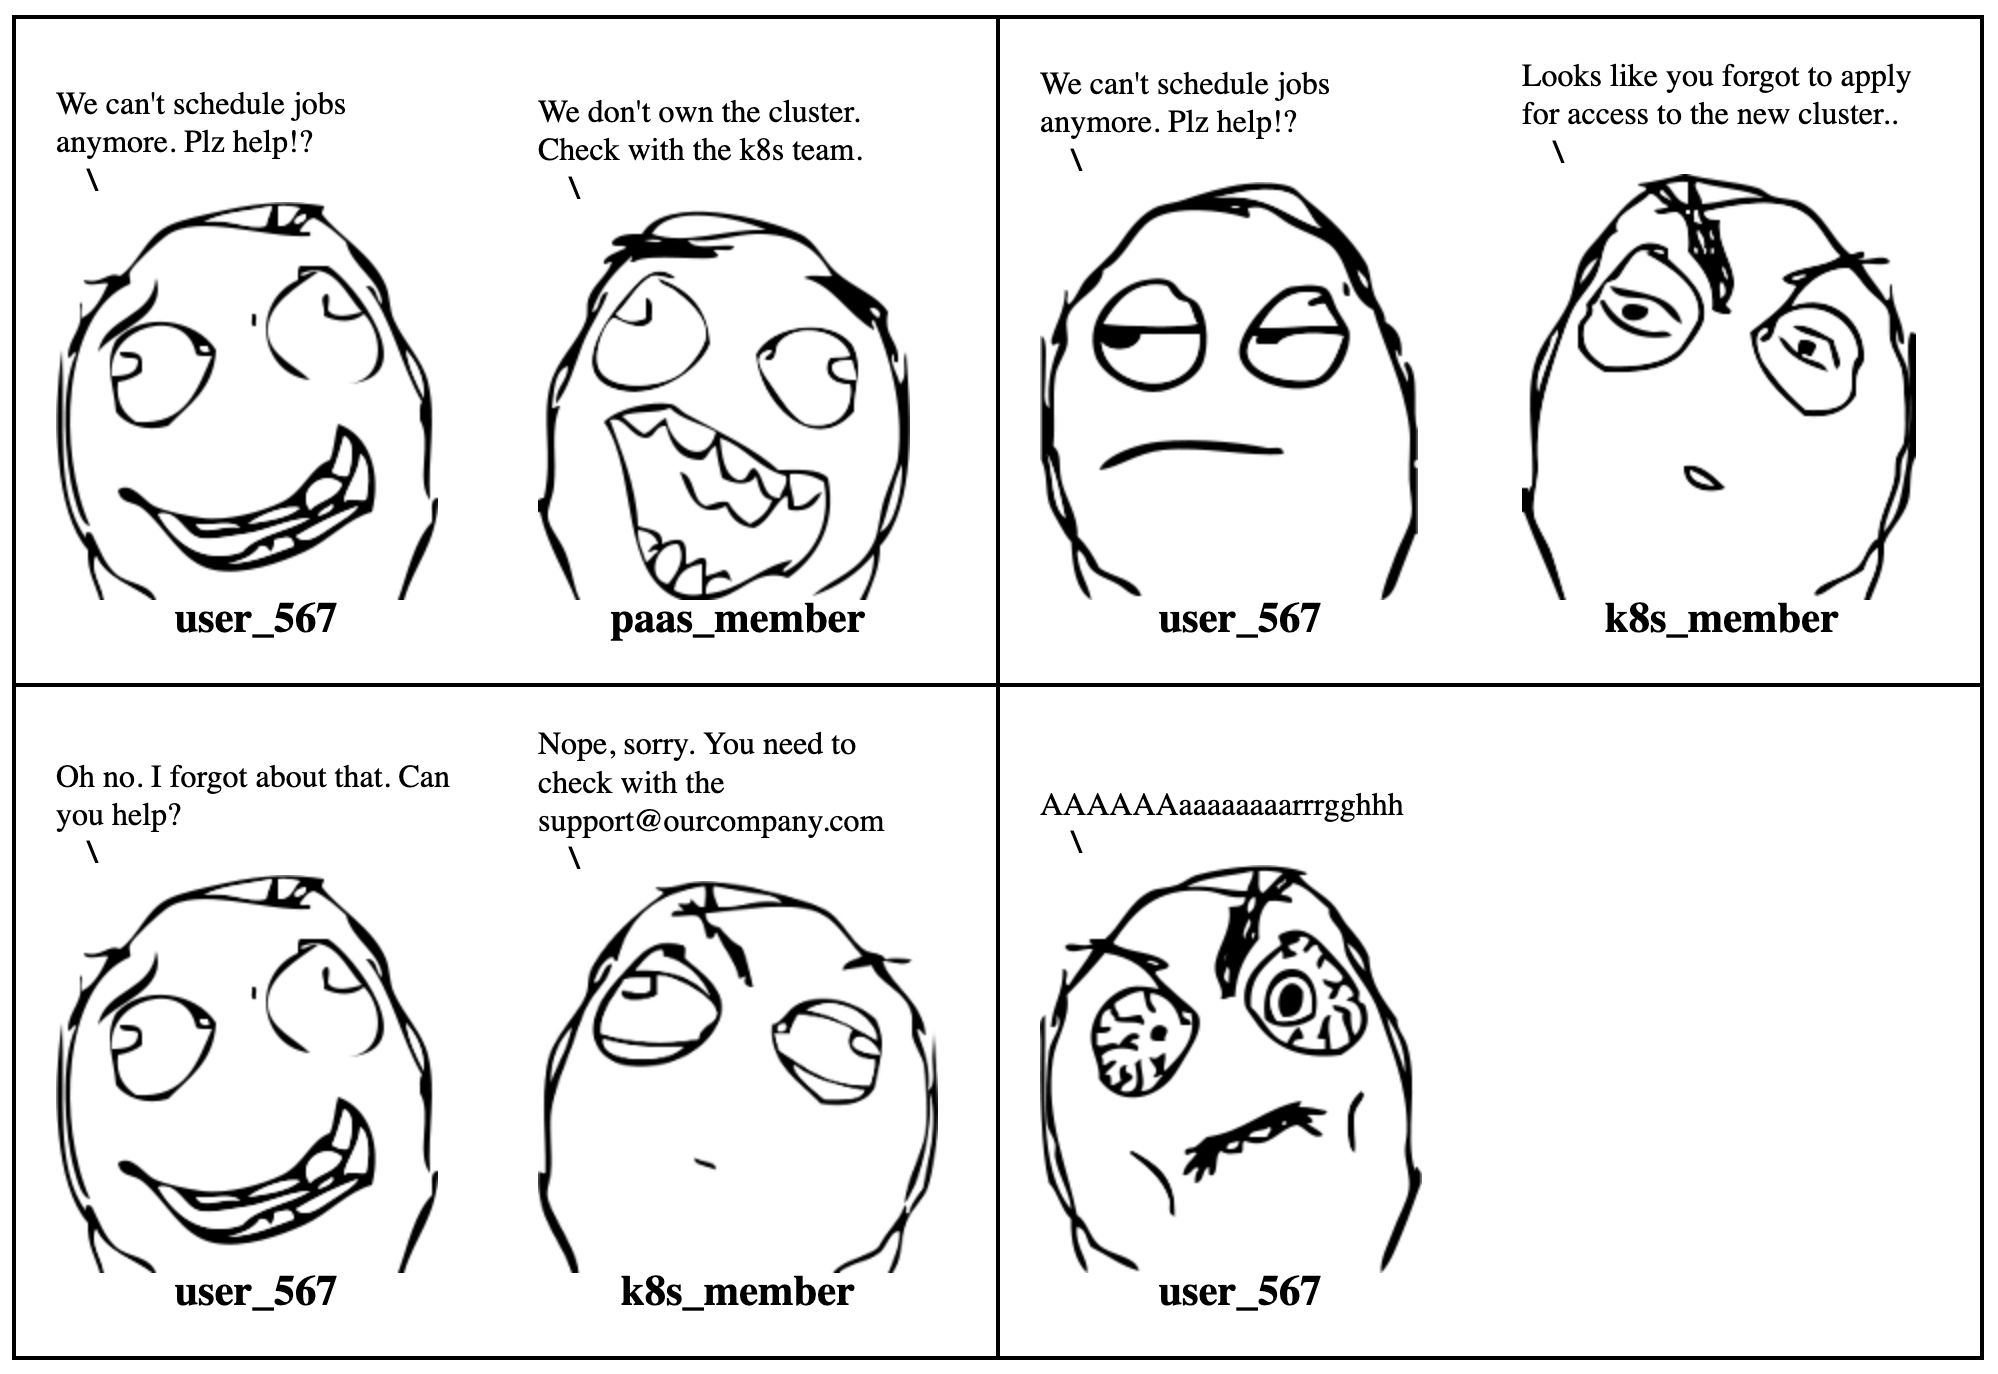 We can't schedule jobs
anymore. Plz help!?
\
We don't own the cluster.
Check with the k8s team.
\
user_567
paas_member
We can't schedule jobs
anymore. Plz help!?
\
Looks like you forgot to apply
for access to the new cluster..
\
user_567
k8s_member
Oh no. I forgot about that. Can
you help?
\
Nope, sorry. You need to
check with the
support@ourcompany.com
\
user_567
k8s_member
AAAAAAaaaaaaaarrrgghhh
\
user_567